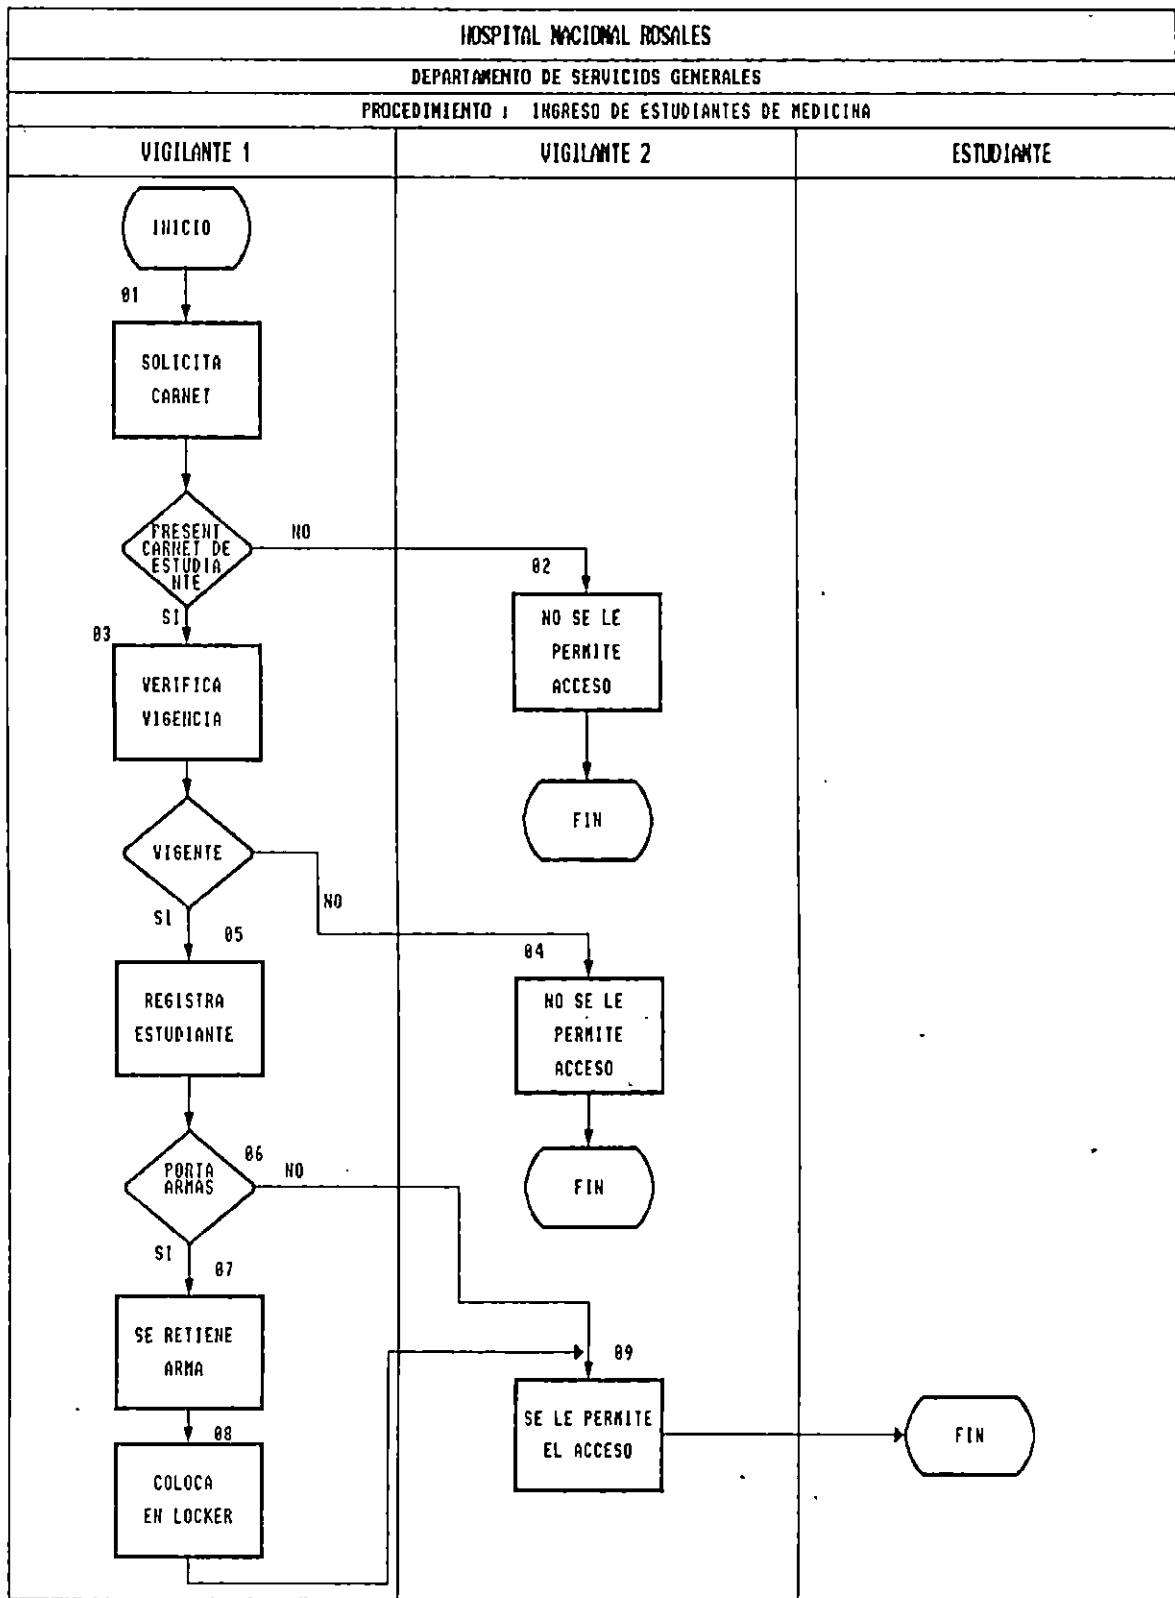 HOSPITAL NACIONAL ROSALES
DEPARTAMENTO DE SERVICIOS GENERALES
PROCEDIMIENTO : INGRESO DE ESTUDIANTES DE MEDICINA
VIGILANTE 1
VIGILANTE 2
ESTUDIANTE
INICIO
01
SOLICITA
CARNET
PRESENT
CARNET DE
ESTUDIA
NTE
NO
SI
02
NO SE LE
PERMITE
ACCESO
FIN
03
VERIFICA
VIGENCIA
VIGENTE
NO
SI
04
NO SE LE
PERMITE
ACCESO
FIN
05
REGISTRA
ESTUDIANTE
06
PORTA
ARMAS
NO
SI
07
SE RETIENE
ARMA
08
COLOCA
EN LOCKER
09
SE LE PERMITE
EL ACCESO
FIN